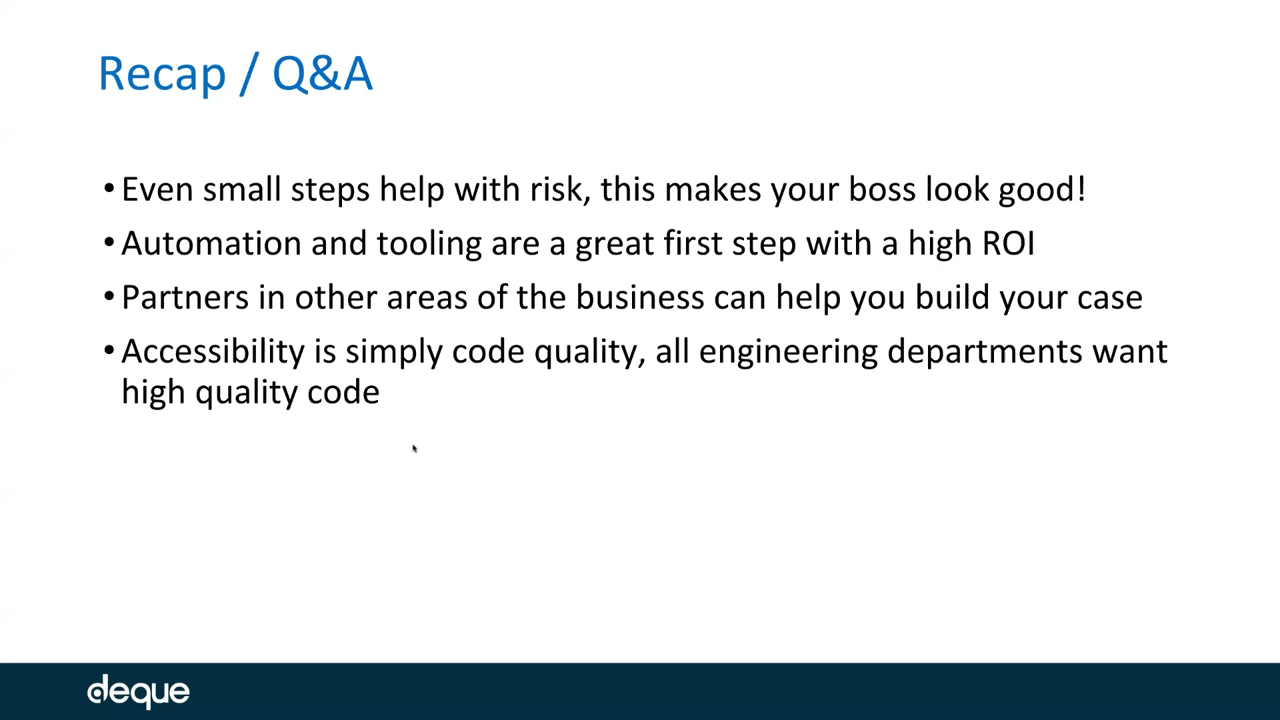 Recap / Q&A
• Even small steps help with risk, this makes your boss look good!
• Automation and tooling are a great first step with a high ROI
• Partners in other areas of the business can help you build your case
• Accessibility is simply code quality, all engineering departments want
high quality code
deque